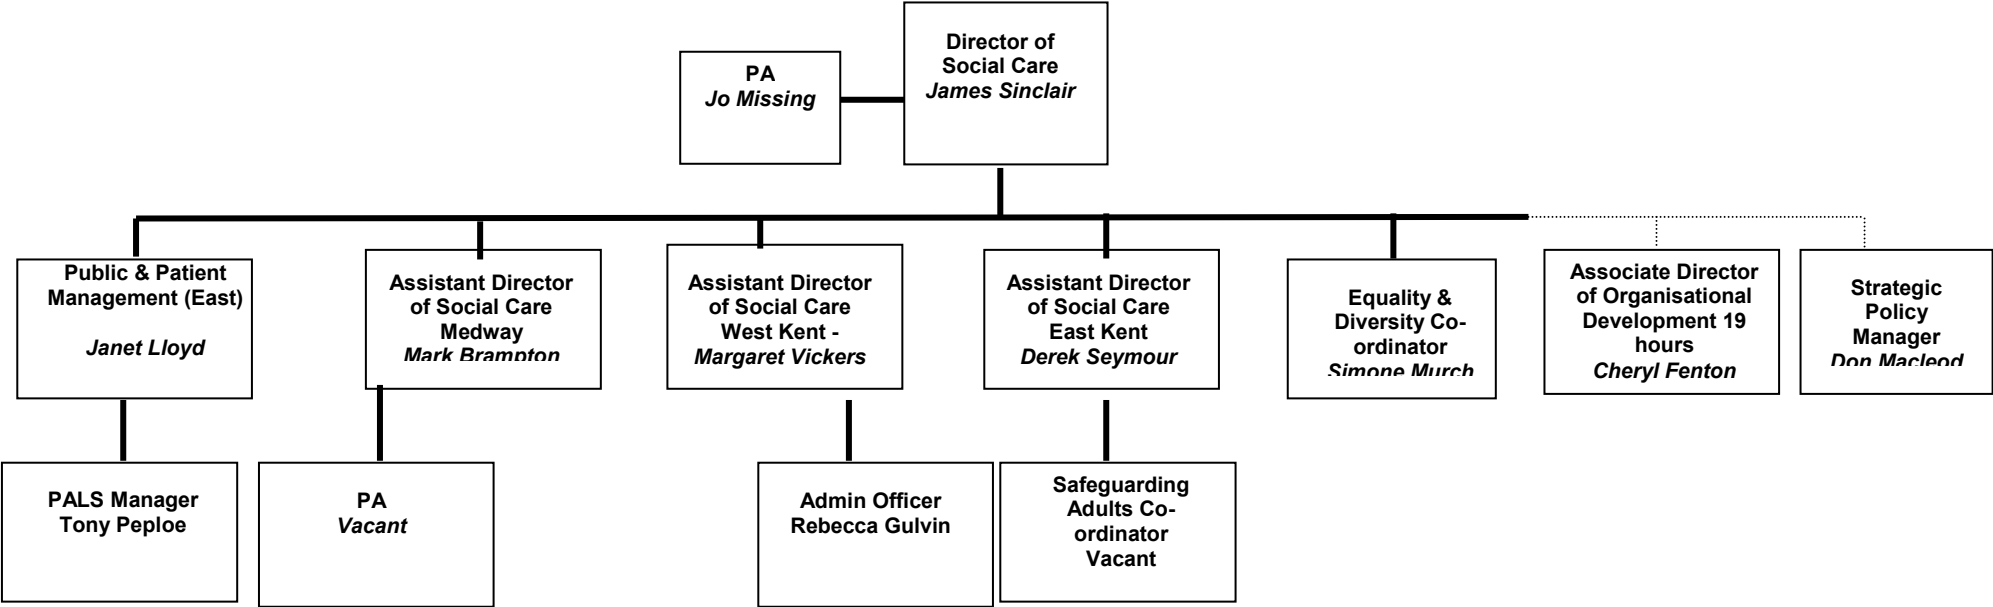 Director of
Social Care
James Sinclair
PA
Jo Missing
Public & Patient
Management (East)
Janet Lloyd
Assistant Director
of Social Care
Medway
Mark Brampton
Assistant Director
of Social Care
West Kent -
Margaret Vickers
Assistant Director
of Social Care
East Kent
Derek Seymour
Equality &
Diversity Co-
ordinator
Simone Murch
Associate Director
of Organisational
Development 19
hours
Cheryl Fenton
Strategic
Policy
Manager
Don Macleod
PALS Manager
Tony Peploe
PA
Vacant
Admin Officer
Rebecca Gulvin
Safeguarding
Adults Co-
ordinator
Vacant